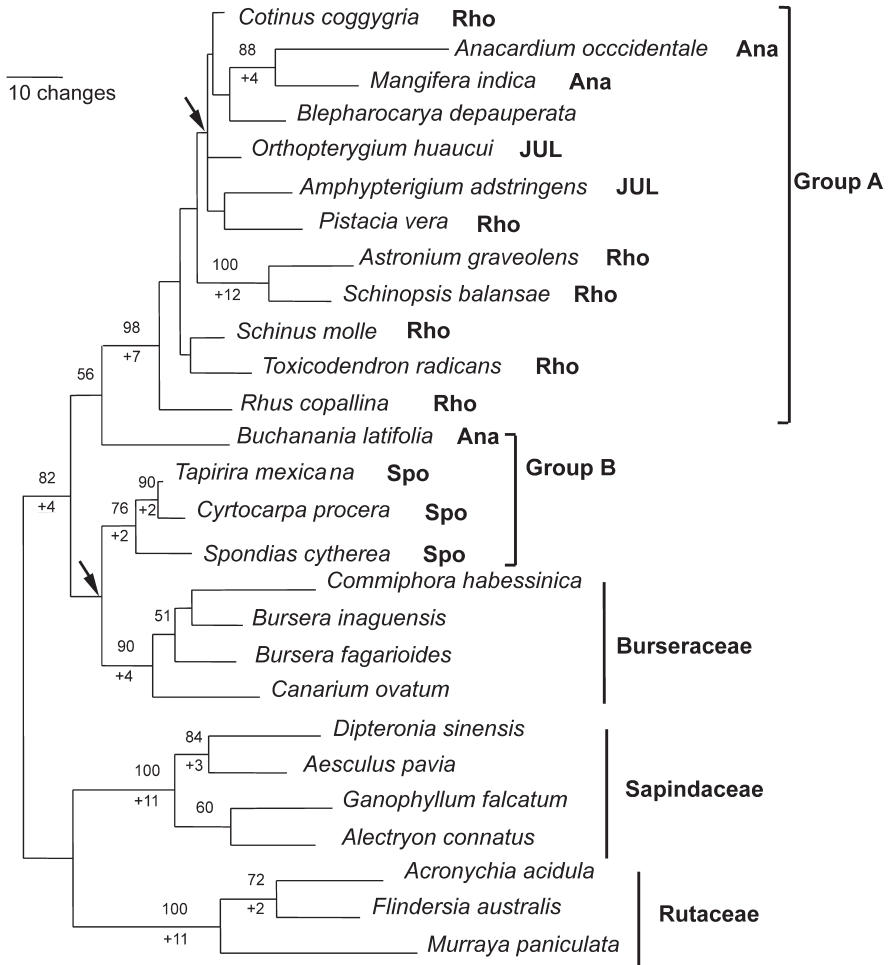 Cotinus coggygria Rho
88
Anacardium occcidentale Ana
+4
Mangifera indica Ana
10 changes
Blepharocarya depauperata
Orthopterygium huaucui JUL
Group A
Amphypterigium adstringens JUL
Pistacia vera Rho
Astronium graveolens Rho
100
+12
Schinopsis balansae Rho
98
Schinus molle Rho
+7
Toxicodendron radicans Rho
56
Rhus copallina Rho
Buchanania latifolia Ana
Group B
82
Tapirira mexicana Spo
90
+4
+2
76
Cyrtocarpa procera Spo
+2
Spondias cytherea Spo
Commiphora habessinica
51
Bursera inaguensis
90
Burseraceae
Bursera fagarioides
+4
Canarium ovatum
Dipteronia sinensis
84
+3
Aesculus pavia
100
Sapindaceae
+11
Ganophyllum falcatum
60
Alectryon connatus
Acronychia acidula
72
Flindersia australis
+2
100
Rutaceae
+11
Murraya paniculata